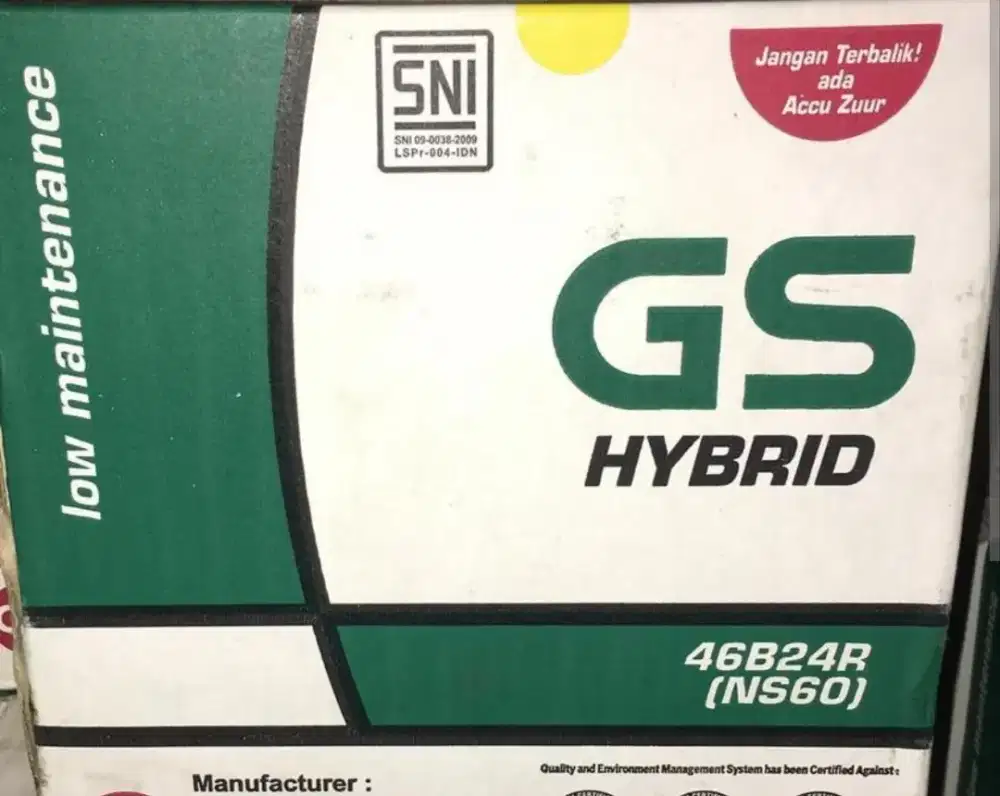 low maintenance
SNI
SNI 09-0038-2009
LSPr-004-IDN
Jangan Terbalik!
ada
Accu Zuur
GS
HYBRID
46B24R
(NS60)
Manufacturer :
Quality and Environment Management System has been Certified Against: